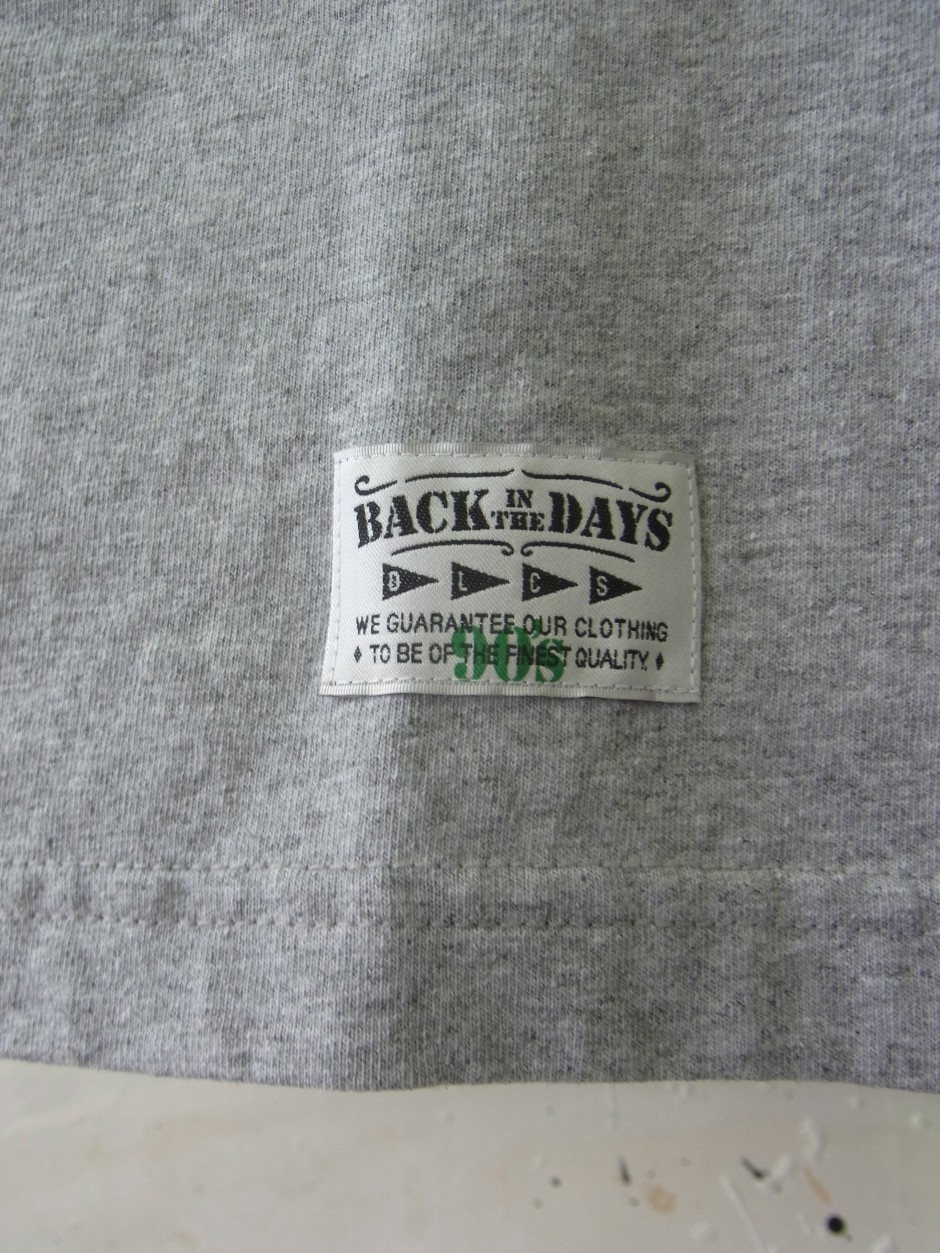 BACK IN THE DAYS
B L C S
WE GUARANTEE OUR CLOTHING
♦ TO BE OF THE FINEST QUALITY. ♦
90's